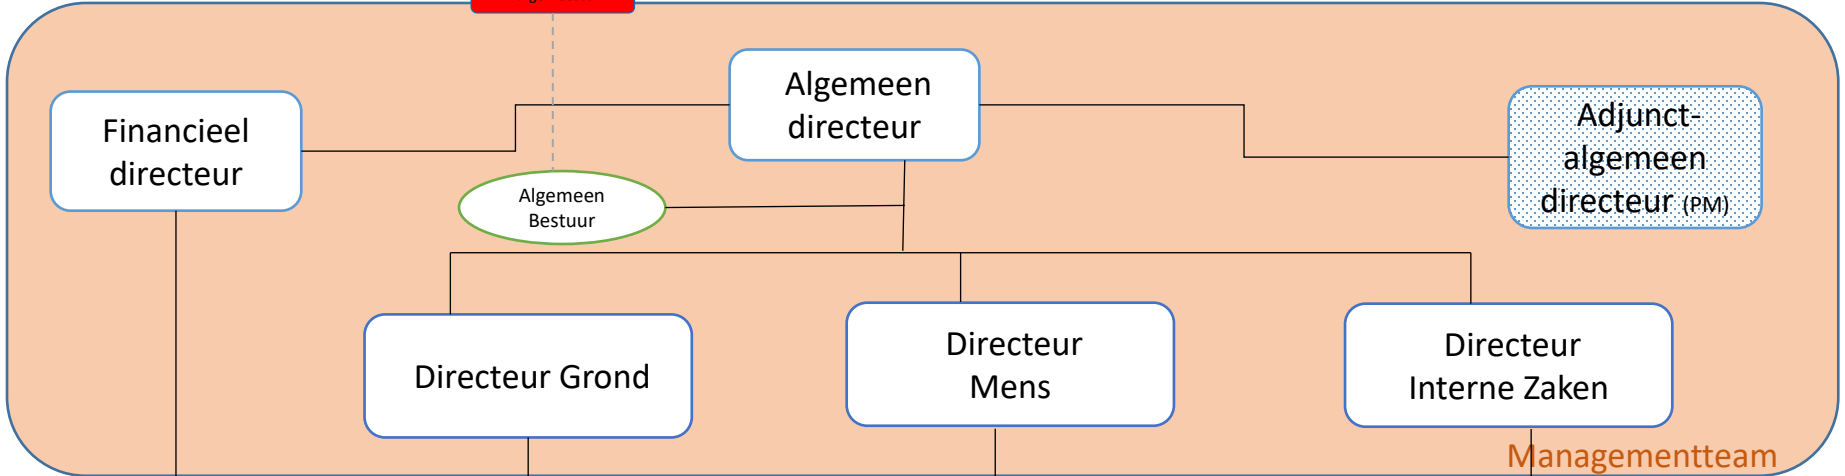 Algemeen
directeur
Financieel
directeur
Adjunct-
algemeen
directeur (PM)
Algemeen
Bestuur
Directeur Grond
Directeur
Mens
Directeur
Interne Zaken
Managementteam